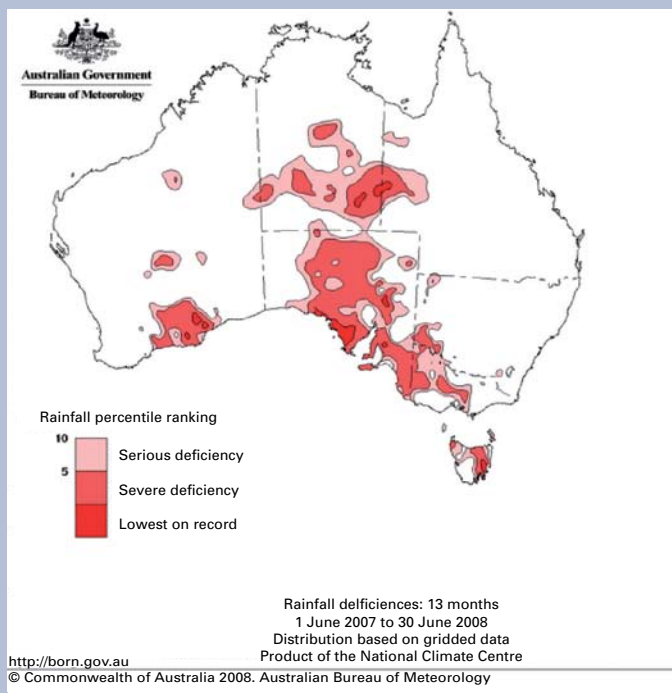 Australian Government
Bureau of Meteorology
Rainfall percentile ranking
10
Serious deficiency
5
Severe deficiency
Lowest on record
Rainfall delficiences: 13 months
1 June 2007 to 30 June 2008
Distribution based on gridded data
Product of the National Climate Centre
http://born.gov.au
© Commonwealth of Australia 2008. Australian Bureau of Meteorology